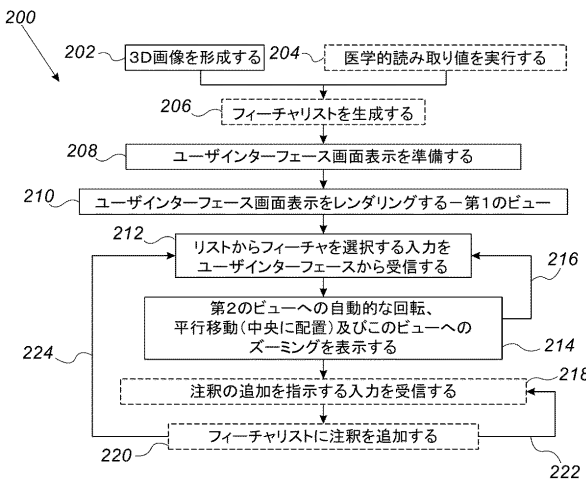 200
202
3D画像を形成する
204
医学的読み取り値を実行する
206
フィーチャリストを生成する
208
ユーザインターフェース画面表示を準備する
210
ユーザインターフェース画面表示をレンダリングする－第1のビュー
212
リストからフィーチャを選択する入力を
ユーザインターフェースから受信する
216
第2のビューへの自動的な回転、
平行移動(中央に配置)及びこのビューへの
ズーミングを表示する
214
224
218
注釈の追加を指示する入力を受信する
フィーチャリストに注釈を追加する
220
222